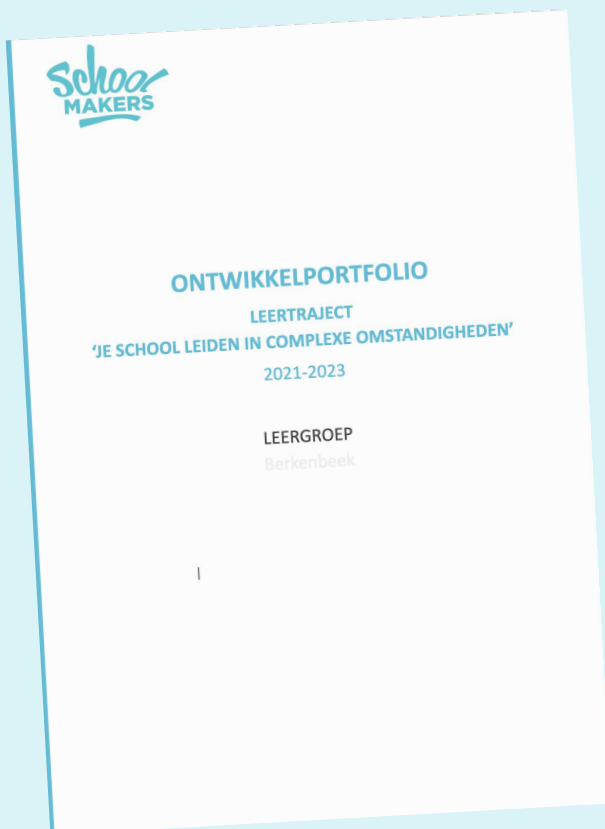 School
MAKERS
ONTWIKKELPORTFOLIO
LEERTRAJECT
‘JE SCHOOL LEIDEN IN COMPLEXE OMSTANDIGHEDEN’
2021-2023
LEERGROEP
Berkenbeek